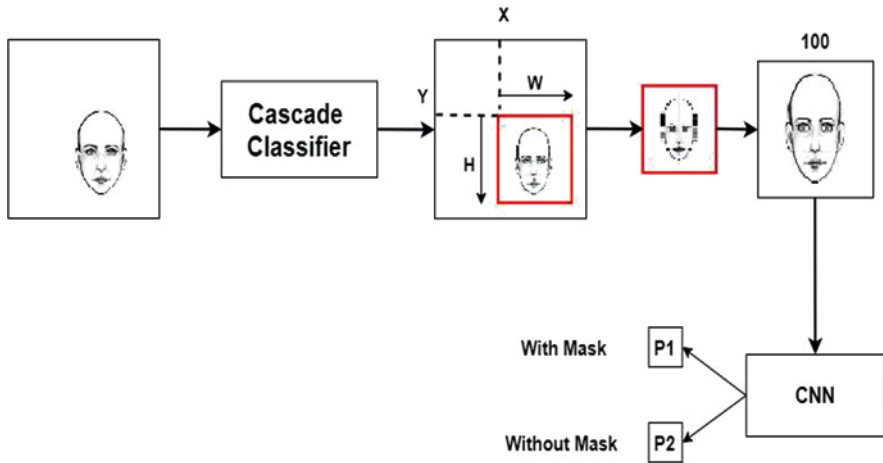 X
100
Y
W
Cascade
Classifier
H
With Mask
P1
CNN
Without Mask
P2